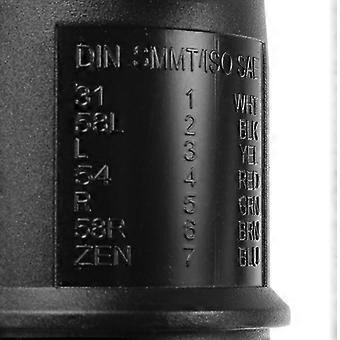 DIN SMMT/ISO SAE
31 1 WHT
58L 2 BLK
L 3 YEL
54 4 RED
R 5 GRN
58R 6 BRN
ZEN 7 BLU